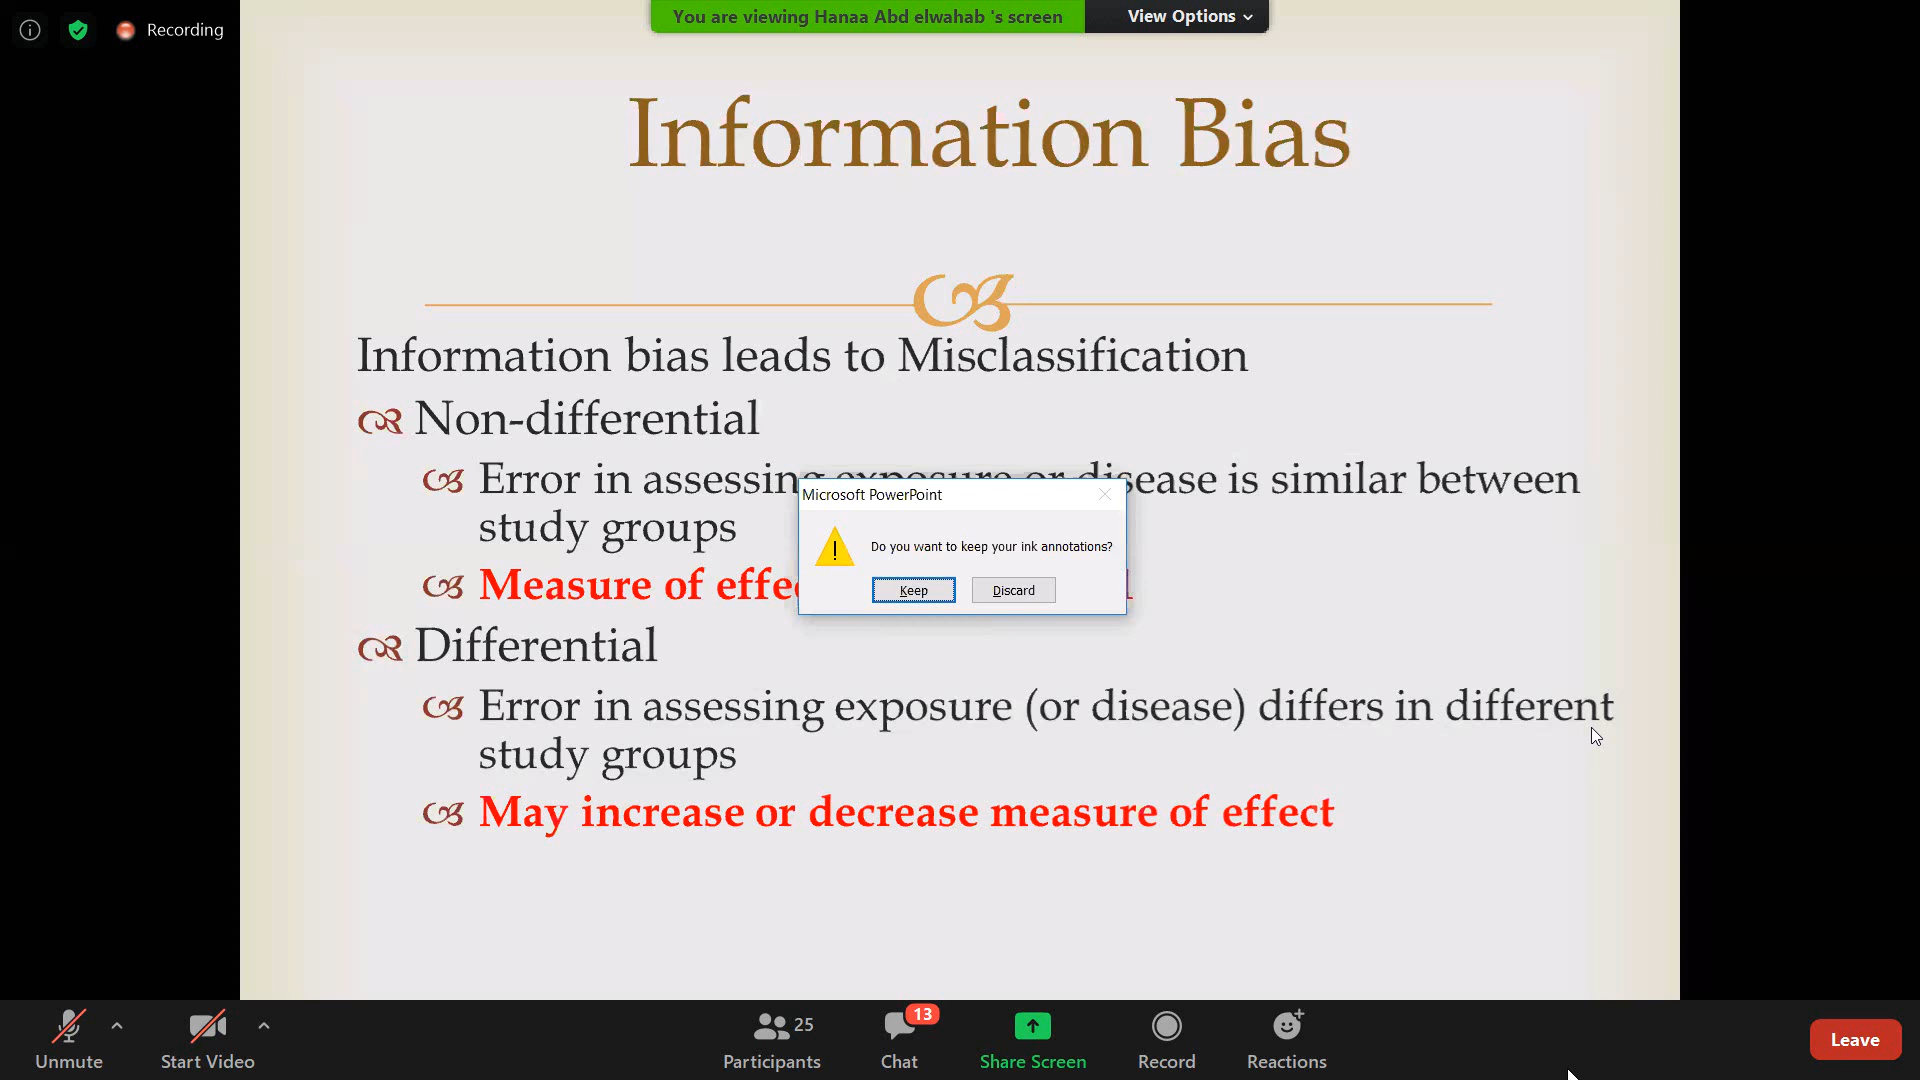 Recording
You are viewing Hanaa Abd elwahab 's screen
View Options
Information Bias
Information bias leads to Misclassification
Non-differential
Error in assessing exposure or disease is similar between
study groups
Measure of effe
Differential
Error in assessing exposure (or disease) differs in different
study groups
May increase or decrease measure of effect
Microsoft PowerPoint
Do you want to keep your ink annotations?
Keep
Discard
Unmute
Start Video
25
Participants
13
Chat
Share Screen
Record
Reactions
Leave